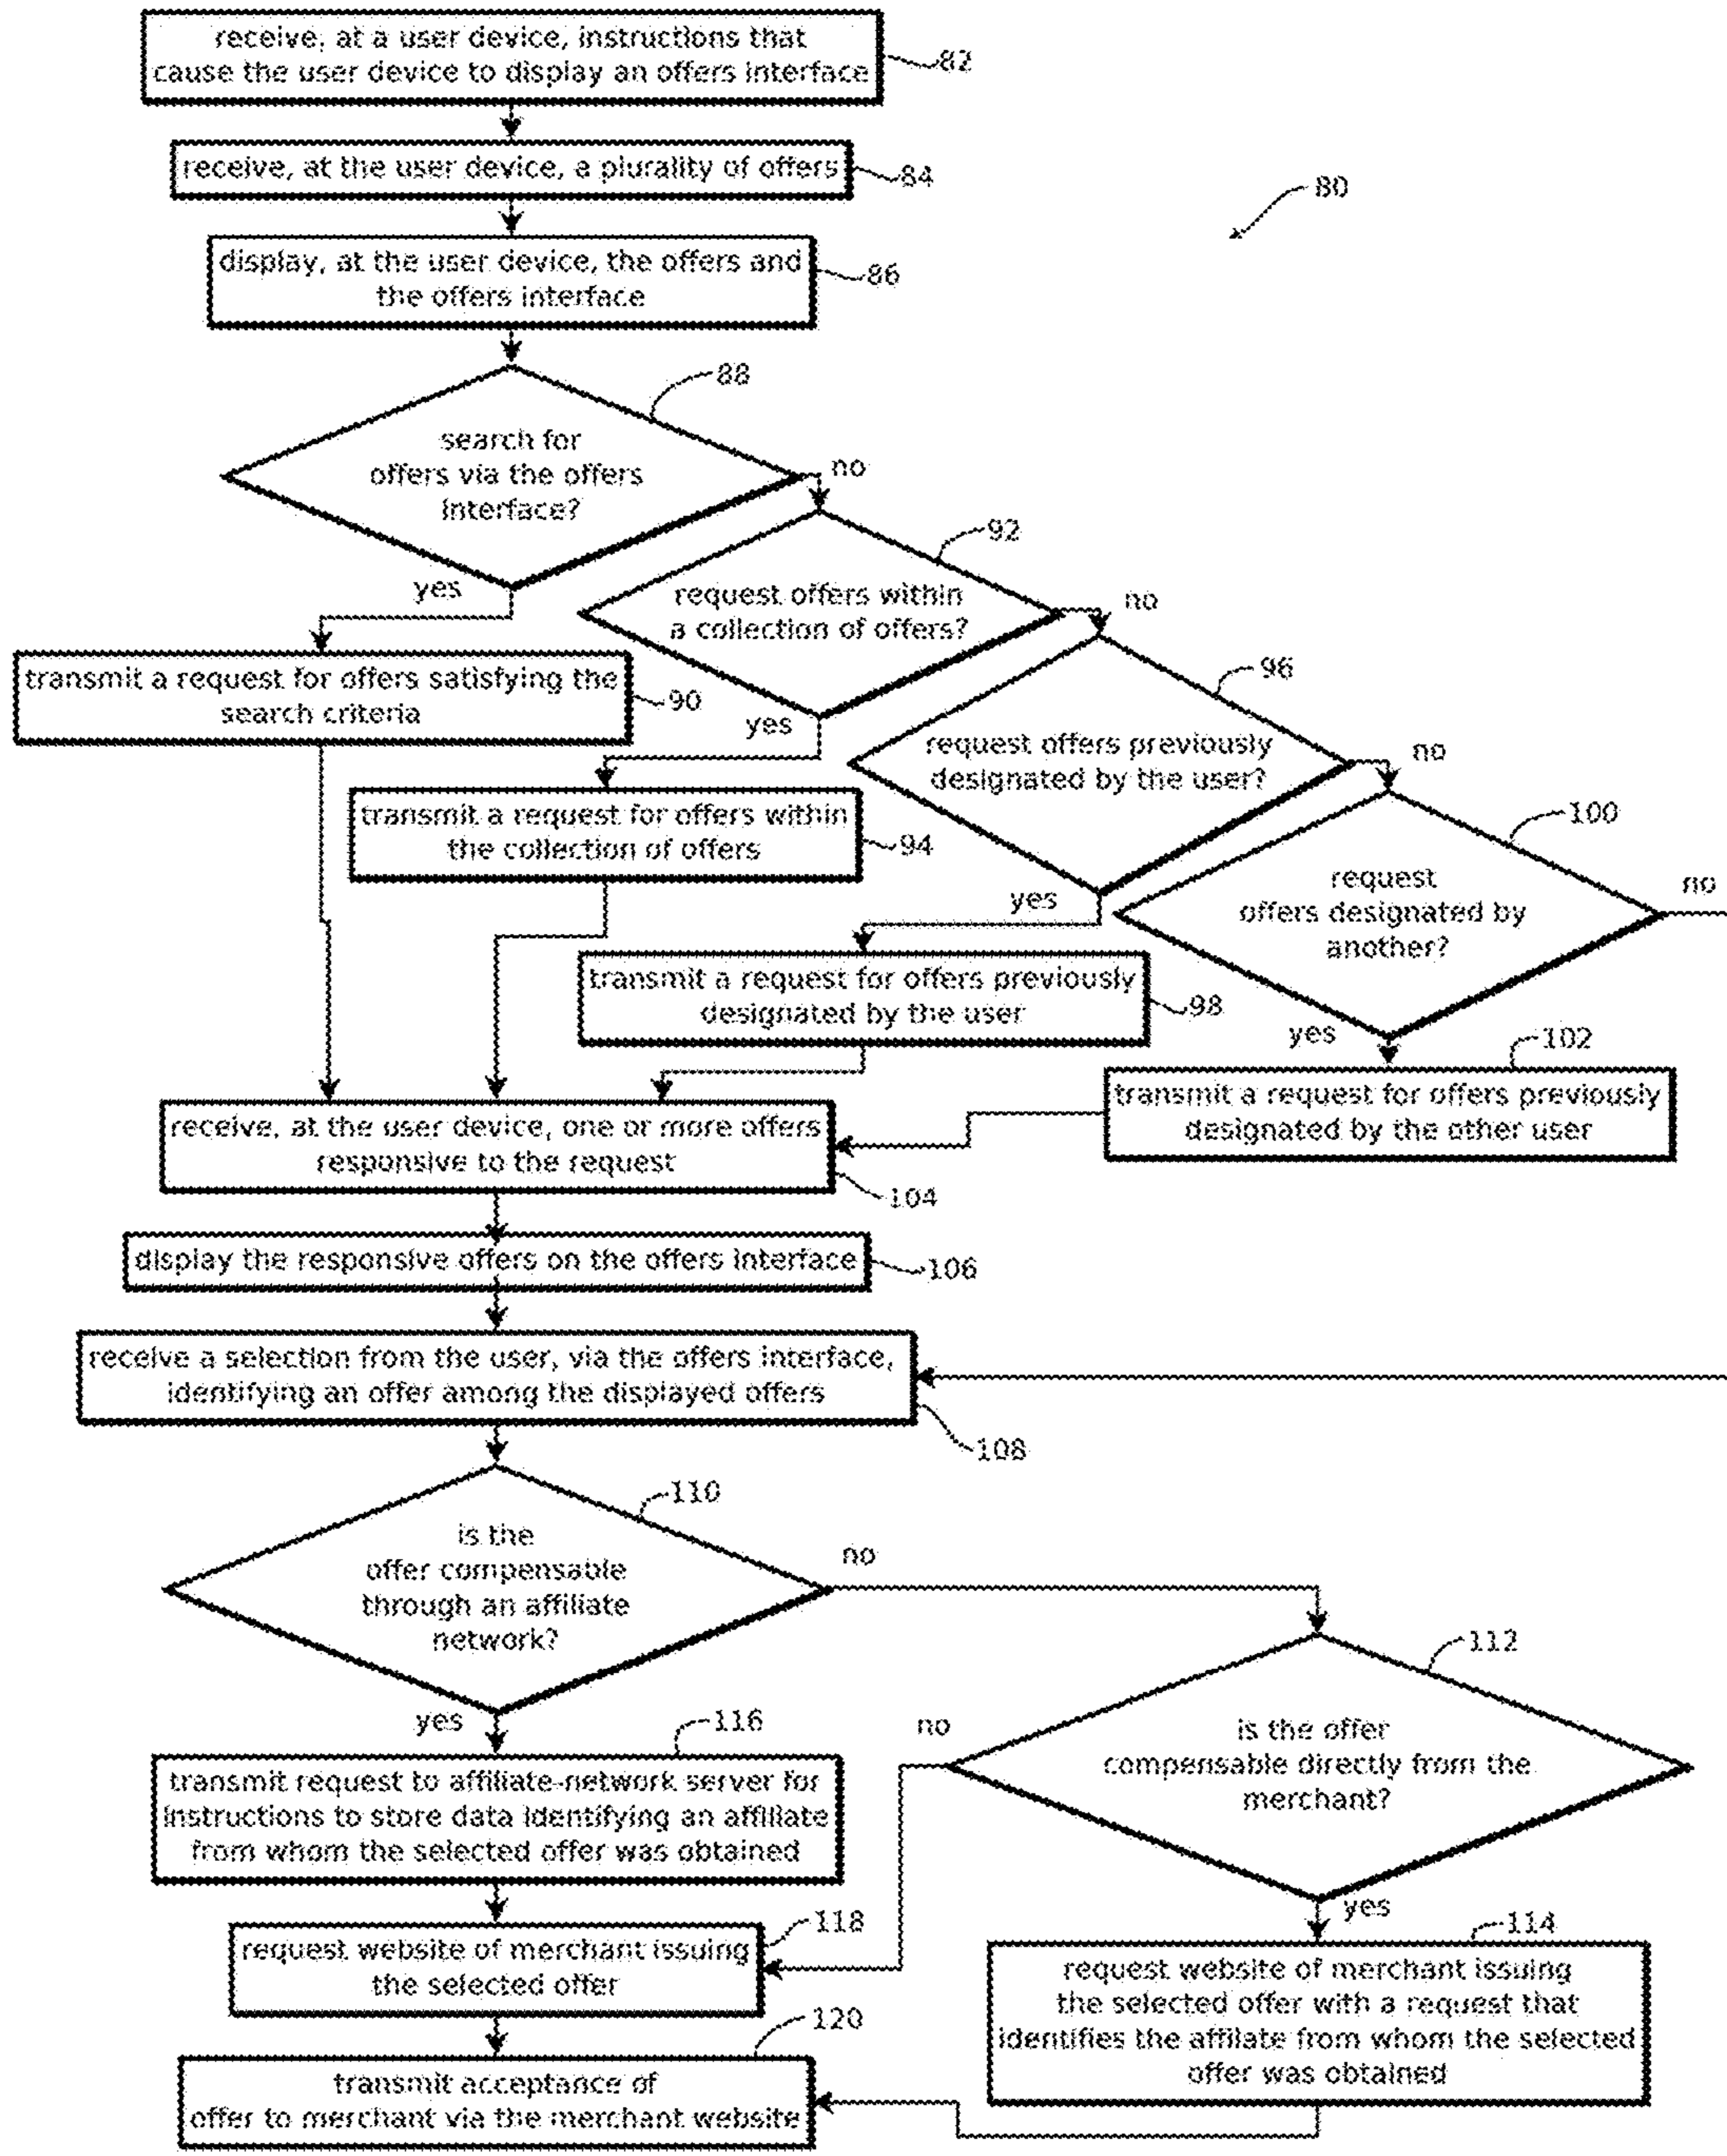 receive, at a user device, instructions that
cause the user device to display an offers interface
82
receive, at the user device, a plurality of offers
84
80
display, at the user device, the offers and
the offers interface
86
88
search for
offers via the offers
interface?
no
yes
92
request offers within
a collection of offers?
no
yes
transmit a request for offers satisfying the
search criteria
90
96
request offers previously
designated by the user?
no
yes
transmit a request for offers within
the collection of offers
94
100
request
offers designated by
another?
no
yes
transmit a request for offers previously
designated by the user
98
102
transmit a request for offers previously
designated by the other user
receive, at the user device, one or more offers
responsive to the request
104
display the responsive offers on the offers interface
106
receive a selection from the user, via the offers interface,
identifying an offer among the displayed offers
108
110
is the
offer compensable
through an affiliate
network?
no
yes
112
is the offer
compensable directly from the
merchant?
no
yes
116
transmit request to affiliate-network server for
instructions to store data identifying an affiliate
from whom the selected offer was obtained
118
request website of merchant issuing
the selected offer
114
request website of merchant issuing
the selected offer with a request that
identifies the affilate from whom the selected
offer was obtained
120
transmit acceptance of
offer to merchant via the merchant website